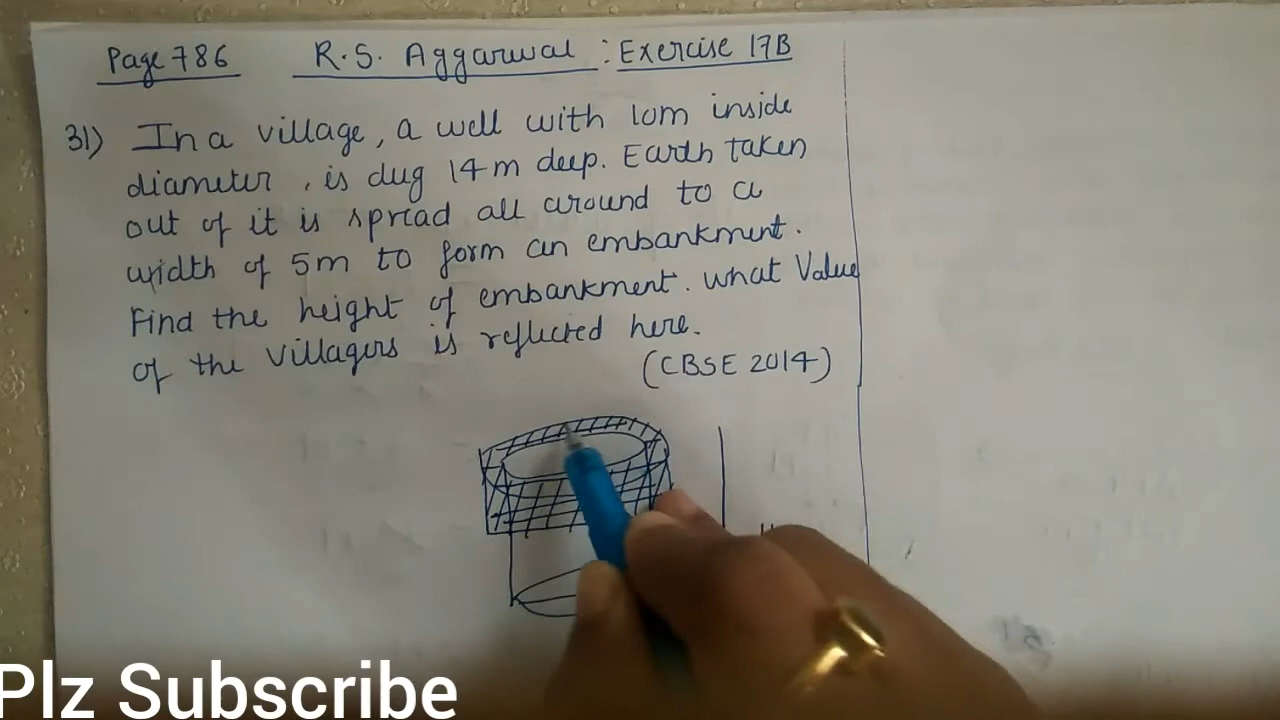 Page 786 R.S. Aggarwal : Exercise 17B
31) In a village, a well with 10m inside
diameter, is dug 14m deep. Earth taken
out of it is spread all around to a
width of 5m to form an embankment.
Find the height of embankment. what Value
of the villagers is reflected here.
(CBSE 2014)
Plz Subscribe